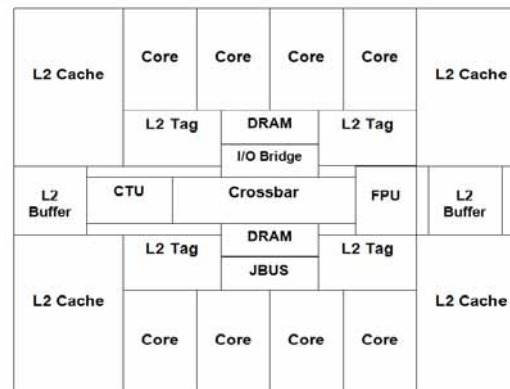 L2 Cache
Core
Core
Core
Core
L2 Cache
L2 Tag
DRAM
L2 Tag
I/O Bridge
L2
Buffer
CTU
Crossbar
FPU
L2
Buffer
DRAM
L2 Tag
L2 Tag
JBUS
L2 Cache
L2 Cache
Core
Core
Core
Core